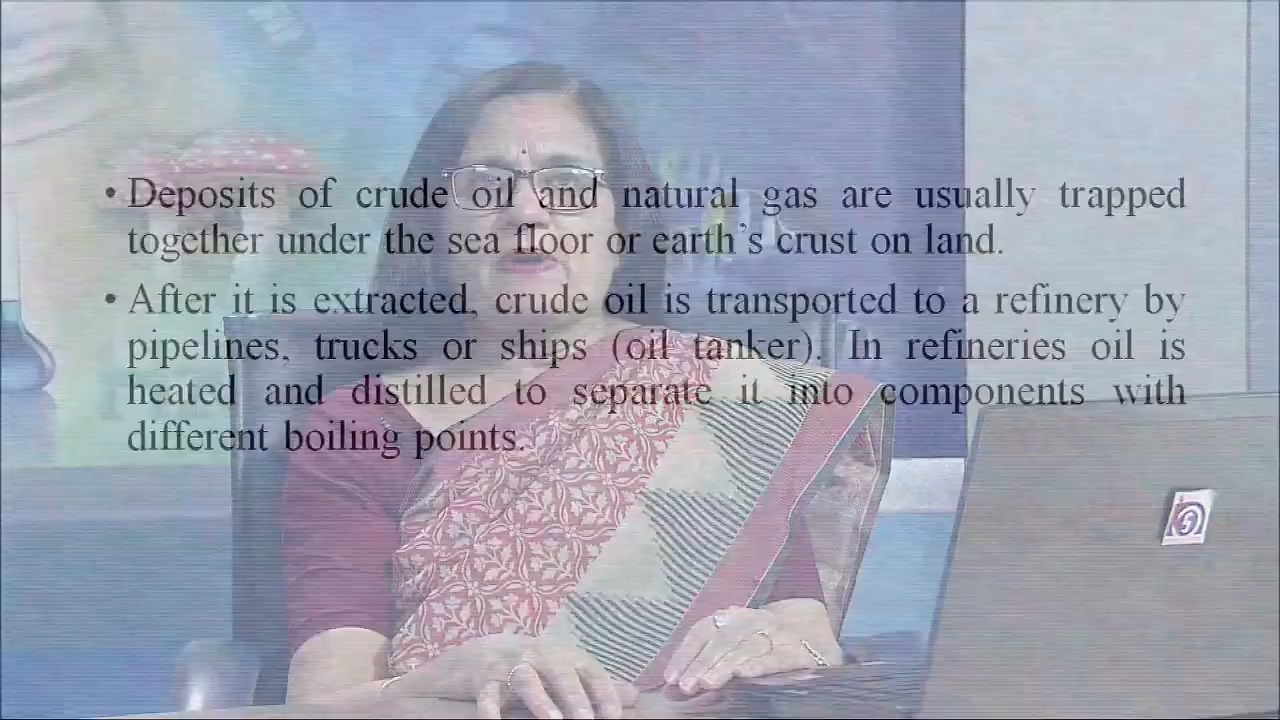 • Deposits of crude oil and natural gas are usually trapped
together under the sea floor or earth's crust on land.
• After it is extracted, crude oil is transported to a refinery by
pipelines, trucks or ships (oil tanker). In refineries oil is
heated and distilled to separate it into components with
different boiling points.